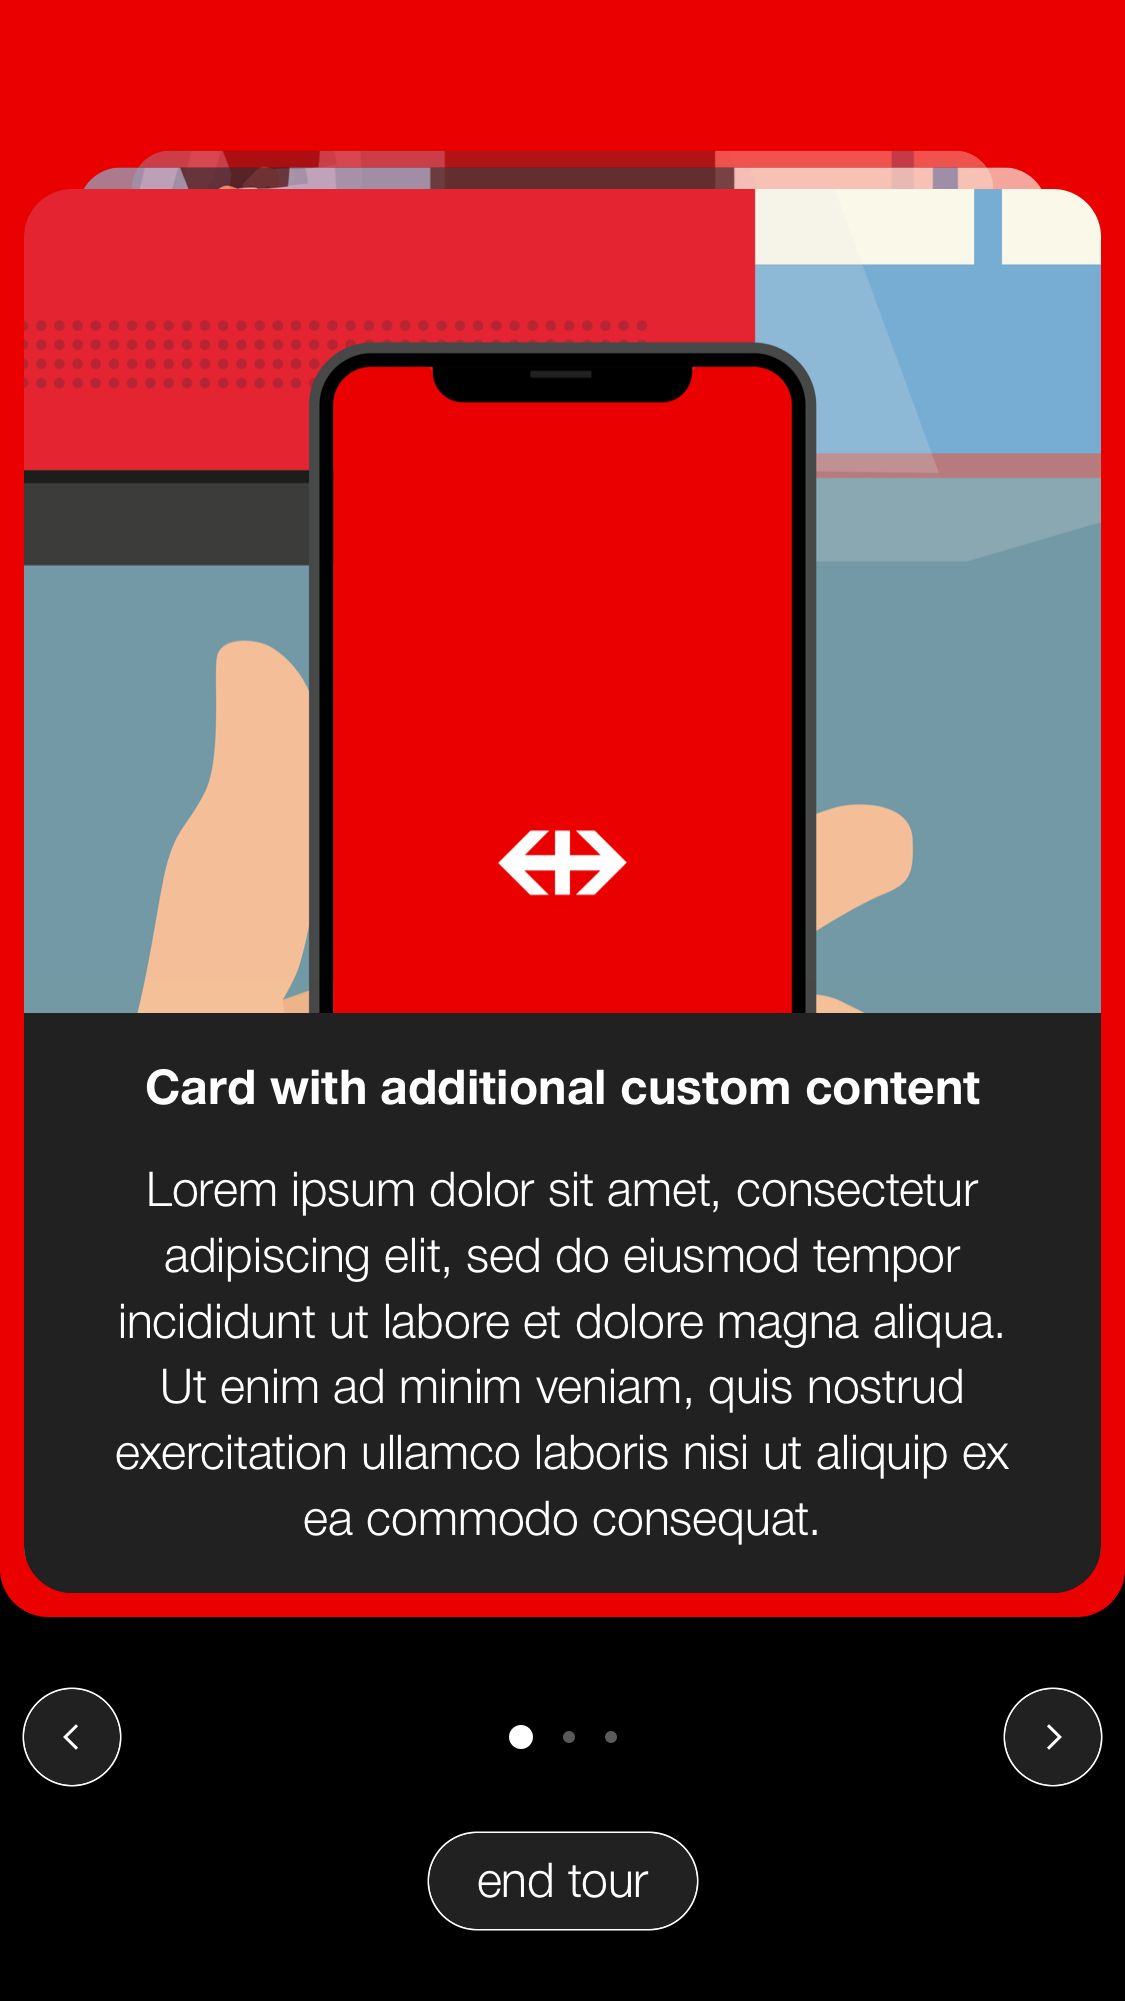 Card with additional custom content
Lorem ipsum dolor sit amet, consectetur
adipiscing elit, sed do eiusmod tempor
incididunt ut labore et dolore magna aliqua.
Ut enim ad minim veniam, quis nostrud
exercitation ullamco laboris nisi ut aliquip ex
ea commodo consequat.
end tour